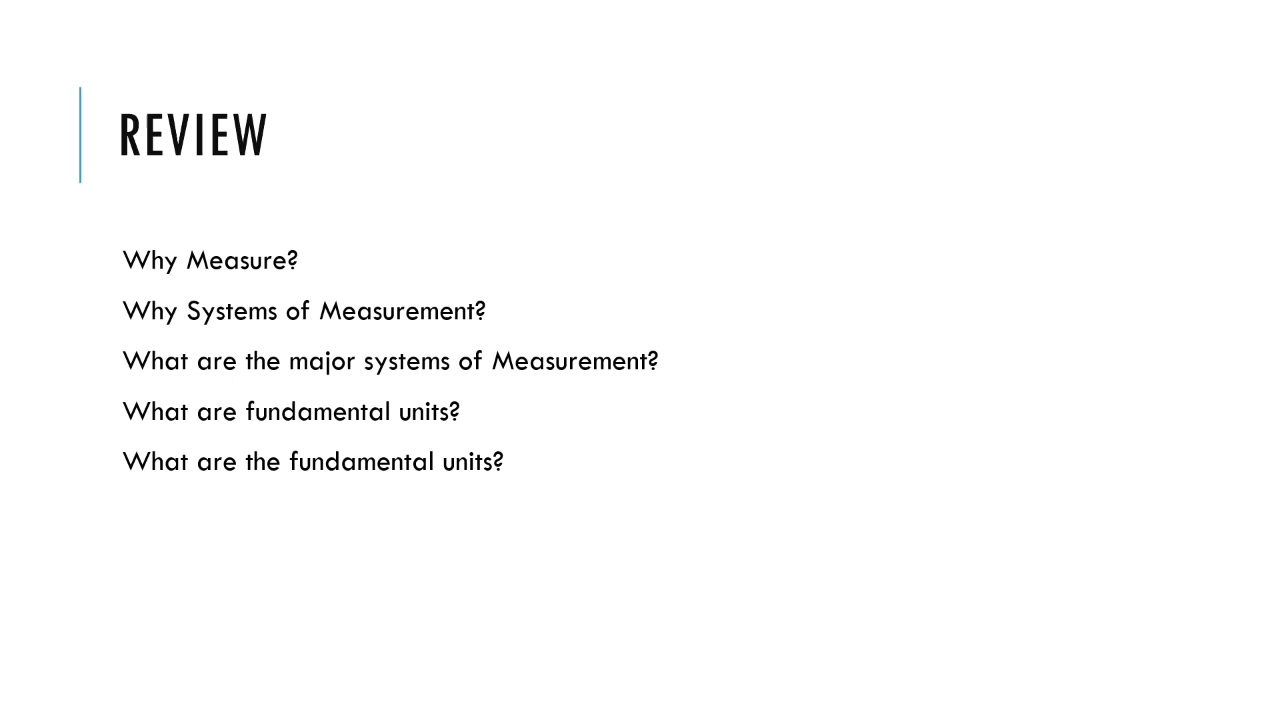 REVIEW
Why Measure?
Why Systems of Measurement?
What are the major systems of Measurement?
What are fundamental units?
What are the fundamental units?